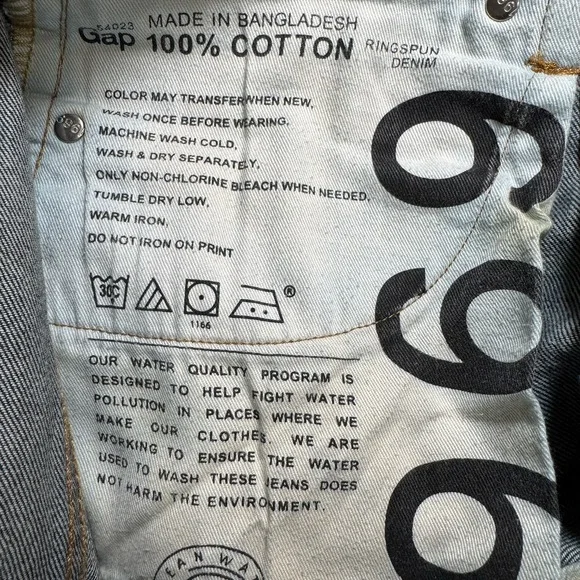 54023
Gap
MADE IN BANGLADESH
100% COTTON
RINGSPUN
DENIM
COLOR MAY TRANSFER WHEN NEW,
WASH ONCE BEFORE WEARING.
MACHINE WASH COLD.
WASH & DRY SEPARATELY.
ONLY NON-CHLORINE BLEACH WHEN NEEDED.
TUMBLE DRY LOW.
WARM IRON.
DO NOT IRON ON PRINT
30C
®
1166
OUR WATER QUALITY PROGRAM IS
DESIGNED TO HELP FIGHT WATER
POLLUTION IN PLACES WHERE WE
MAKE OUR CLOTHES. WE ARE
WORKING TO ENSURE THE WATER
USED TO WASH THESE JEANS DOES
NOT HARM THE ENVIRONMENT.
1969